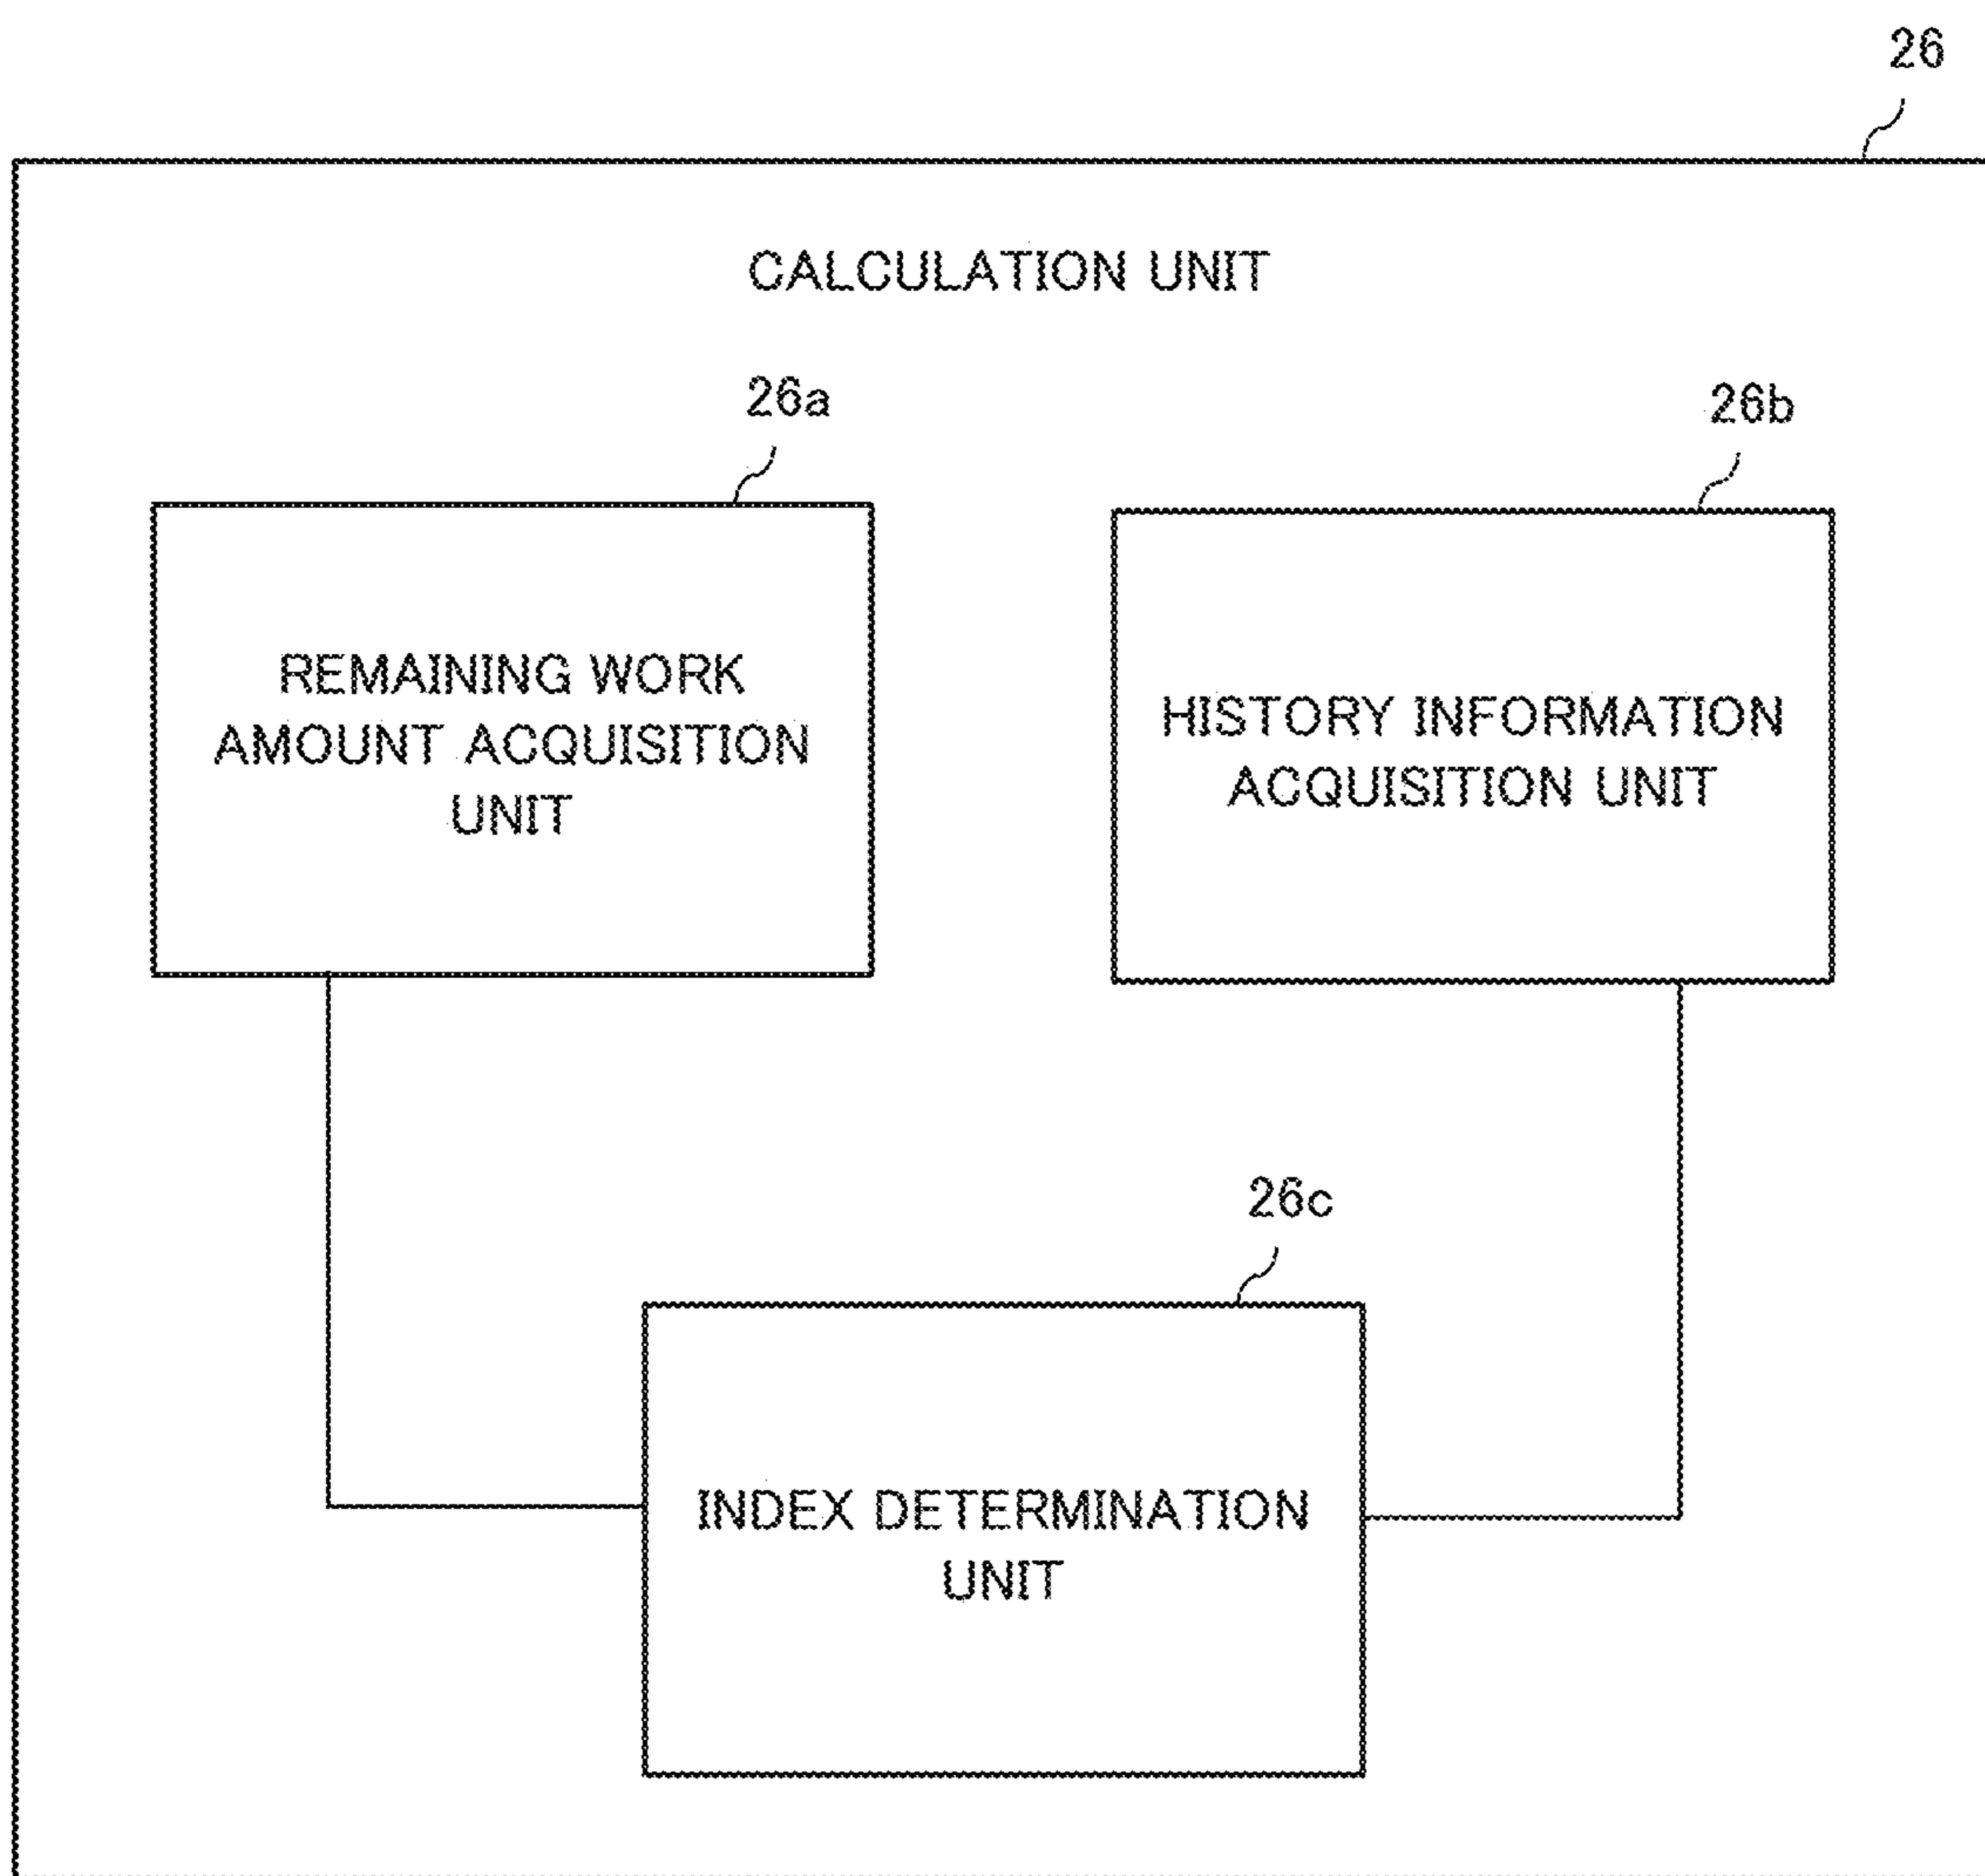 26
CALCULATION UNIT
26a
26b
REMAINING WORK
AMOUNT ACQUISITION
UNIT
HISTORY INFORMATION
ACQUISITION UNIT
26c
INDEX DETERMINATION
UNIT